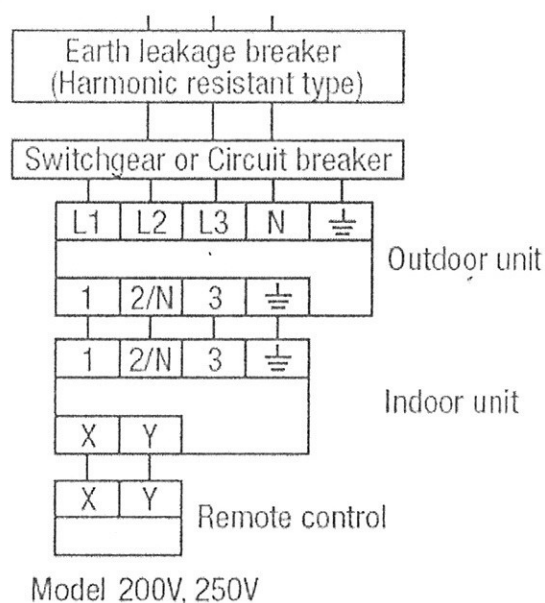 Earth leakage breaker
(Harmonic resistant type)
Switchgear or Circuit breaker
L1 L2 L3 N
Outdoor unit
1 2/N 3
1 2/N 3
Indoor unit
X Y
X Y
Remote control
Model 200V, 250V